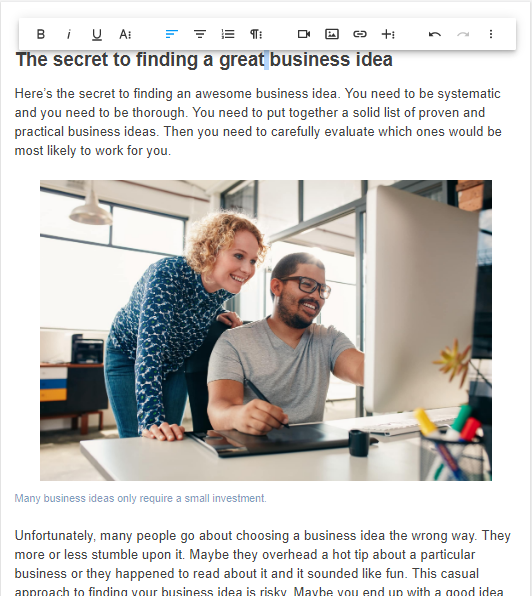 B i U A
The secret to finding a great business idea
Here's the secret to finding an awesome business idea. You need to be systematic
and you need to be thorough. You need to put together a solid list of proven and
practical business ideas. Then you need to carefully evaluate which ones would be
most likely to work for you.
Many business ideas only require a small investment.
Unfortunately, many people go about choosing a business idea the wrong way. They
more or less stumble upon it. Maybe they overhead a hot tip about a particular
business or they happened to read about it and it sounded like fun. This casual
approach to finding your business idea is risky. Maybe you end up with a good idea